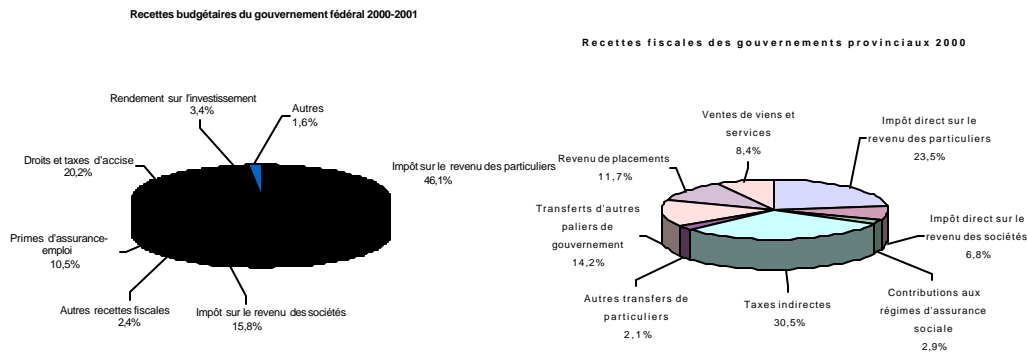 Recettes budgétaires du gouvernement fédéral 2000-2001
Rendement sur l'investissement
3,4%
Autres
1,6%
Droits et taxes d'accise
20,2%
Impôt sur le revenu des particuliers
46,1%
Primes d'assurance-
emploi
10,5%
Autres recettes fiscales
2,4%
Impôt sur le revenu des sociétés
15,8%
Recettes fiscales des gouvernements provinciaux 2000
Ventes de viens et
services
8,4%
Impôt direct sur le
revenu des particuliers
23,5%
Revenu de placements
11,7%
Transferts d'autres
paliers de
gouvernement
14,2%
Impôt direct sur le
revenu des sociétés
6,8%
Autres transfers de
particuliers
2,1%
Taxes indirectes
30,5%
Contributions aux
régimes d'assurance
sociale
2,9%